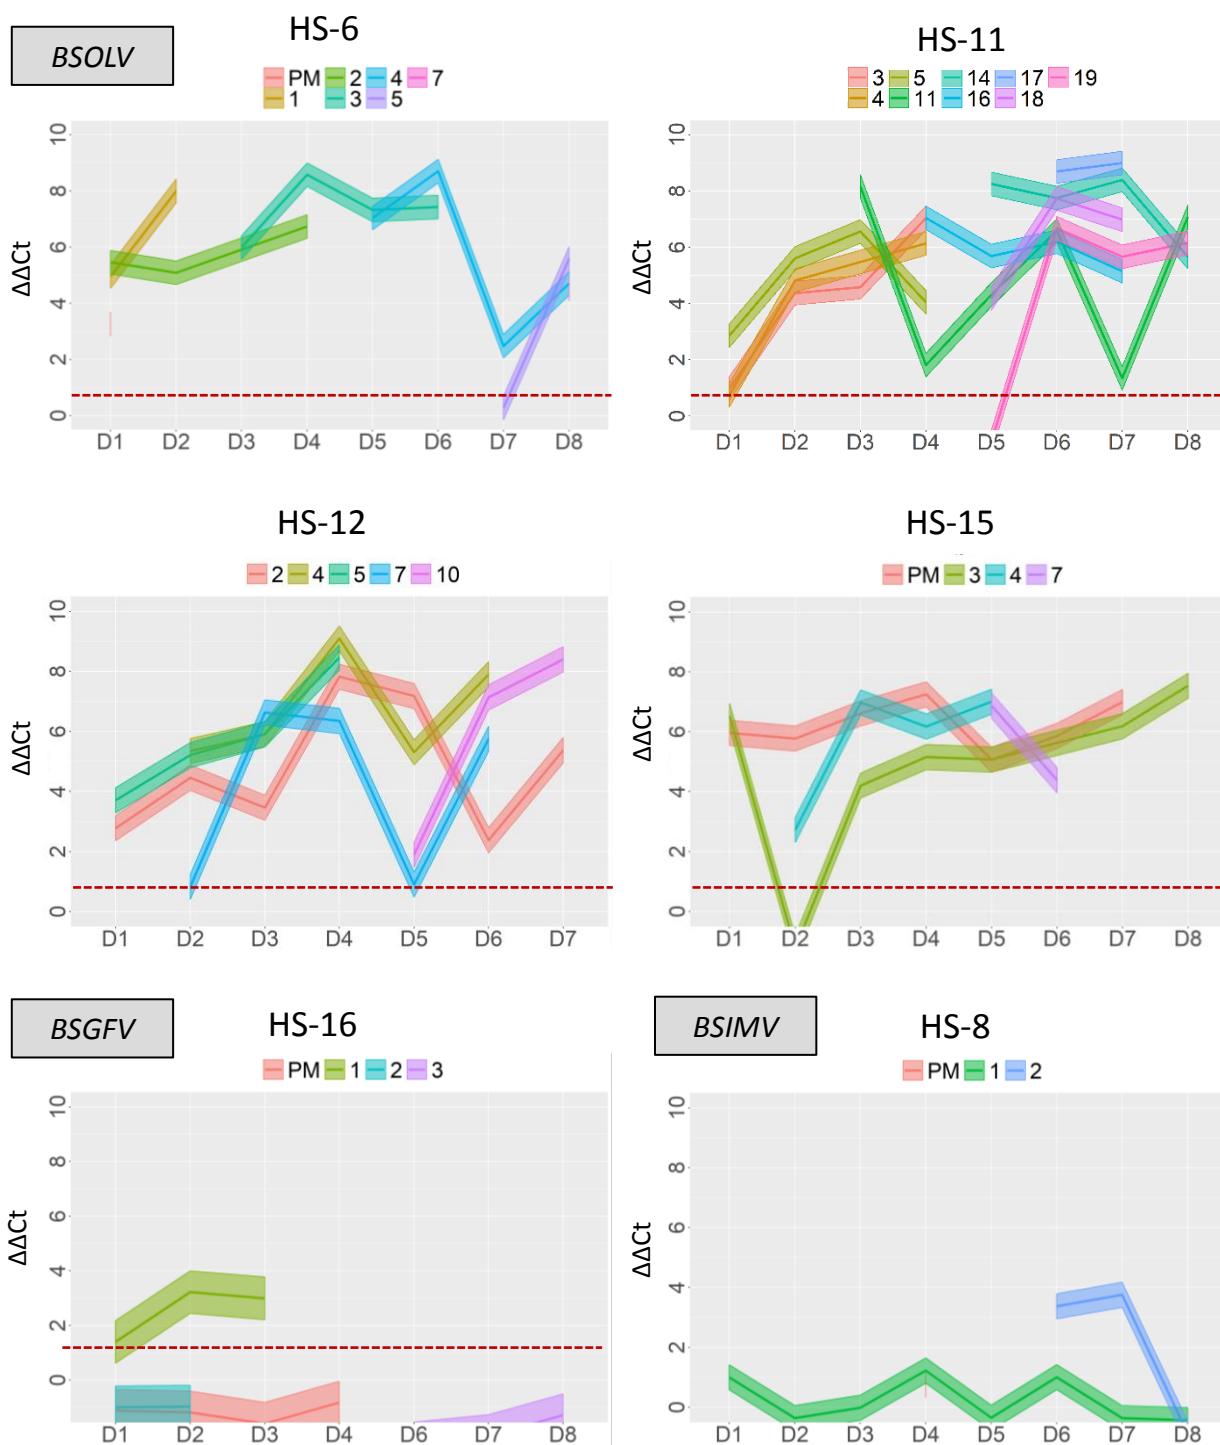 BSOLV
HS-6
PM 2 4 7
1 3 5
ΔΔCt
10
8
6
4
2
0
D1 D2 D3 D4 D5 D6 D7 D8
HS-11
3 5 14 17 19
4 11 16 18
ΔΔCt
10
8
6
4
2
0
D1 D2 D3 D4 D5 D6 D7 D8
HS-12
2 4 5 7 10
ΔΔCt
10
8
6
4
2
0
D1 D2 D3 D4 D5 D6 D7
HS-15
PM 3 4 7
ΔΔCt
10
8
6
4
2
0
D1 D2 D3 D4 D5 D6 D7 D8
BSGFV
HS-16
PM 1 2 3
ΔΔCt
10
8
6
4
2
0
D1 D2 D3 D4 D5 D6 D7 D8
BSIMV
HS-8
PM 1 2
ΔΔCt
10
8
6
4
2
0
D1 D2 D3 D4 D5 D6 D7 D8